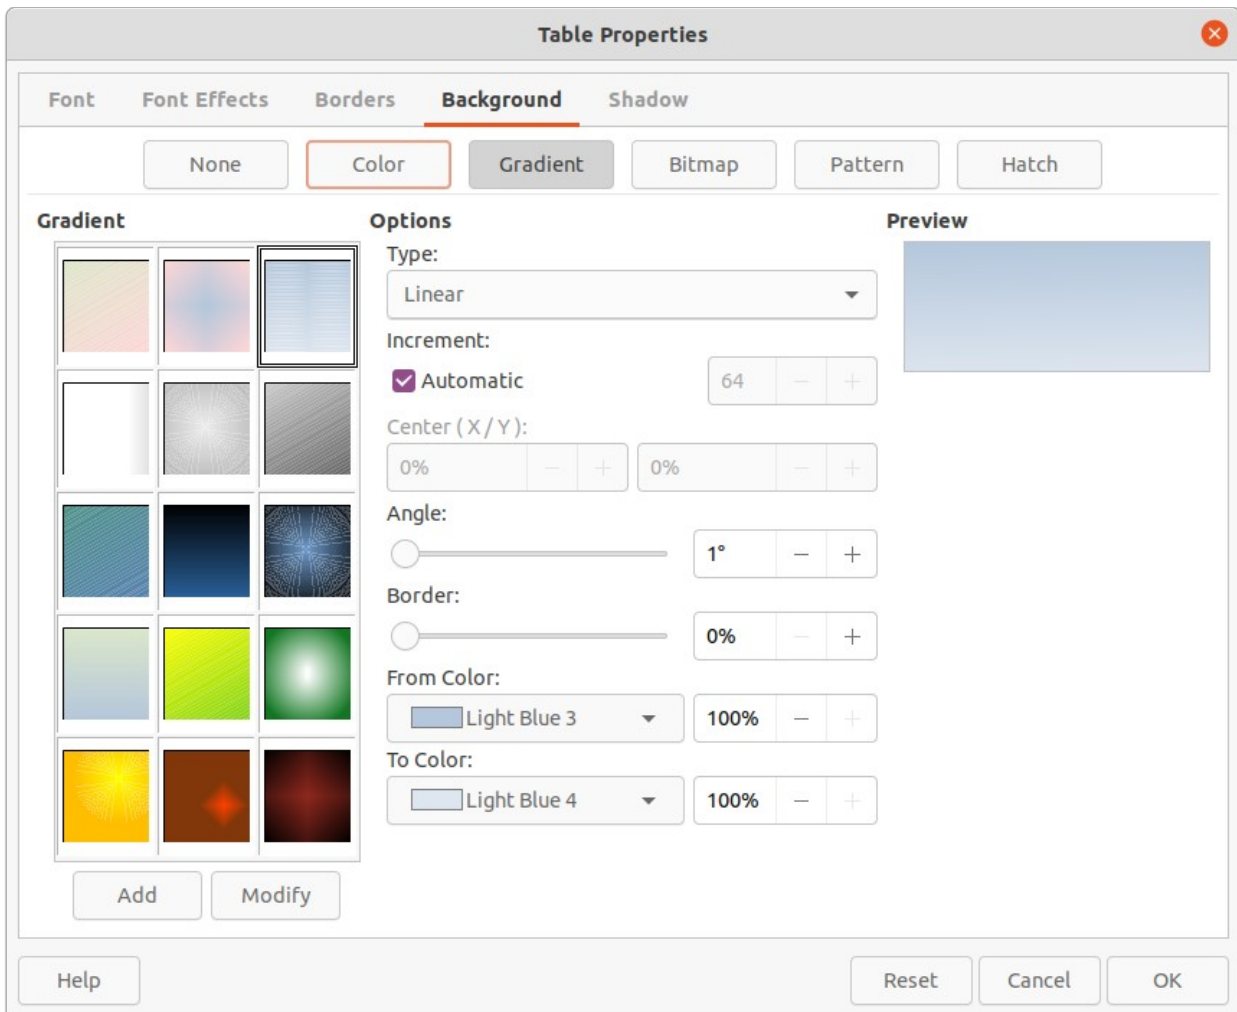 Table Properties
Font Font Effects Borders Background Shadow
None Color Gradient Bitmap Pattern Hatch
Gradient
Options
Type:
Linear
Increment:
Automatic 64
Center ( X / Y ):
0% 0%
Angle:
1°
Border:
0%
From Color:
Light Blue 3 100%
To Color:
Light Blue 4 100%
Preview
Add Modify
Help Reset Cancel OK